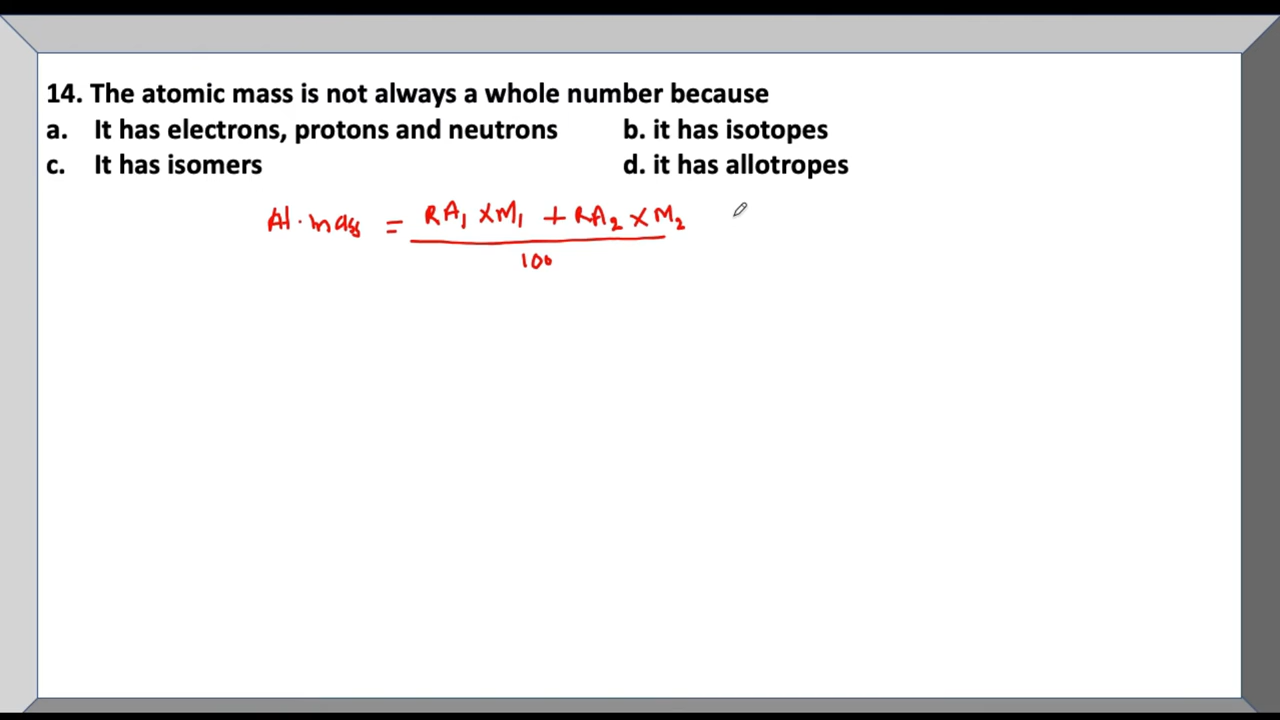 14. The atomic mass is not always a whole number because
a. It has electrons, protons and neutrons b. it has isotopes
c. It has isomers d. it has allotropes
At. mass = RA₁ × M₁ + RA₂ × M₂
100